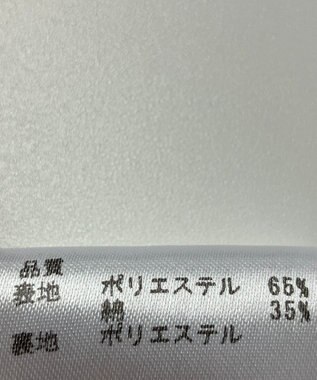 品質
表地 ポリエステル 65%
綿 35%
裏地 ポリエステル